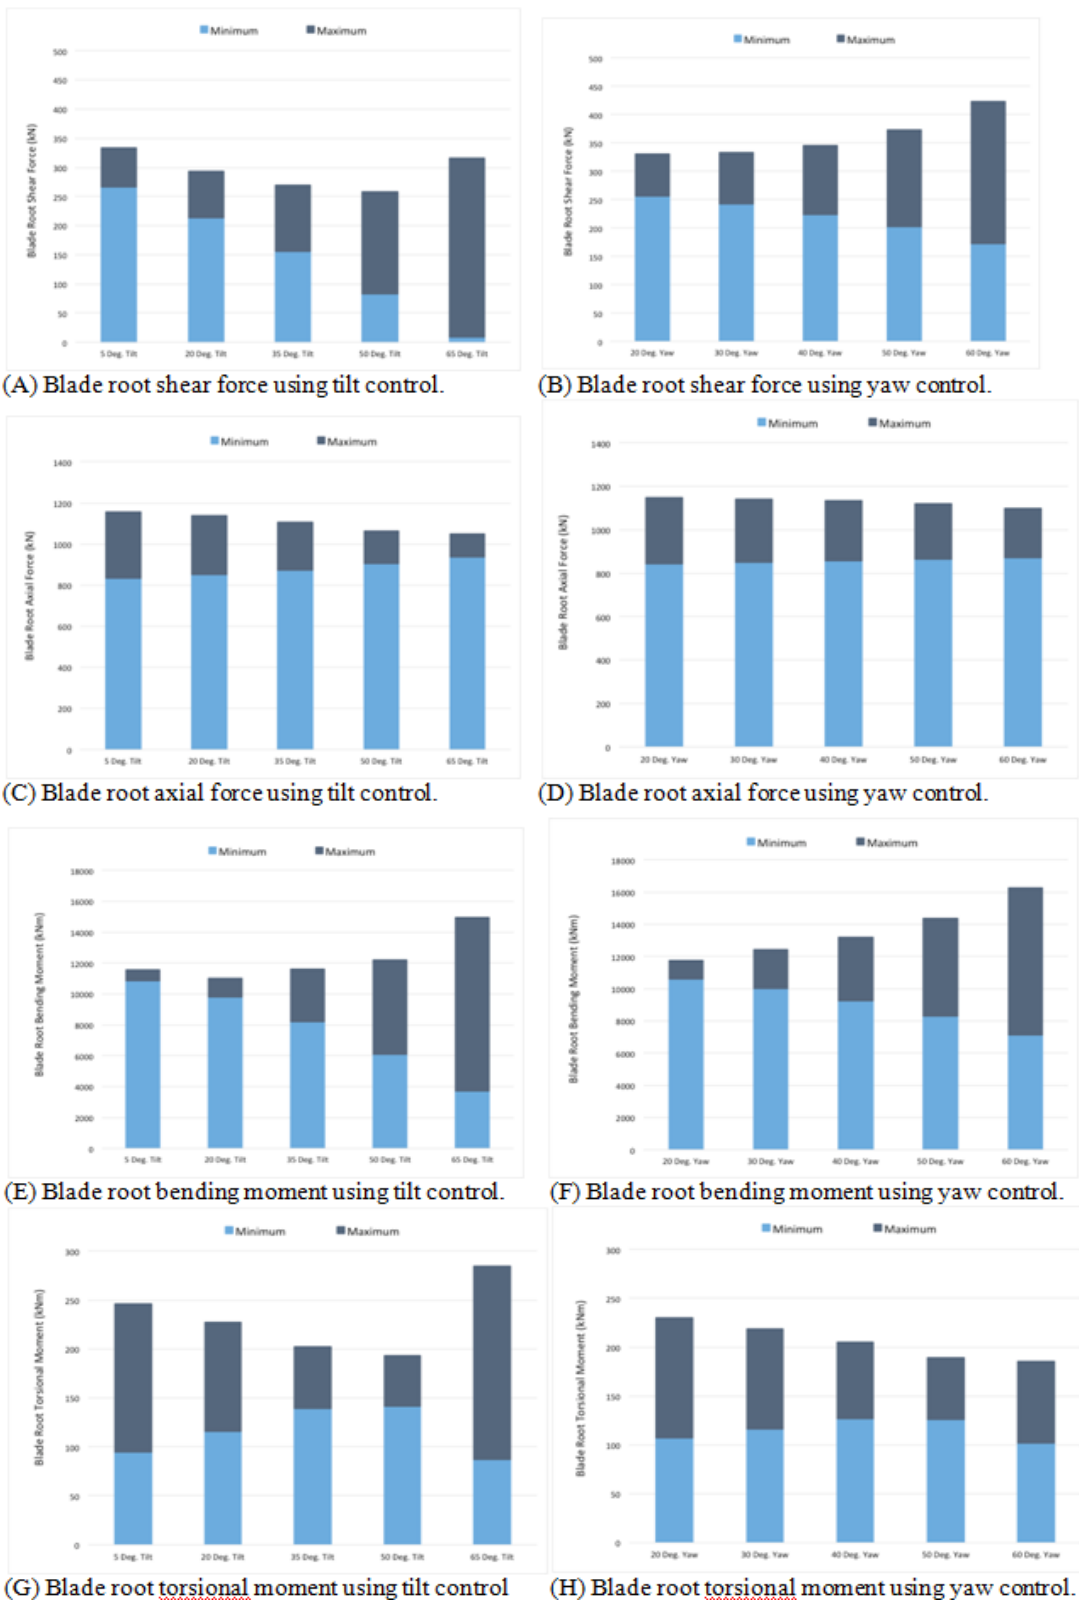 Minimum Maximum
500
450
400
350
300
250
200
150
100
50
0
Blade Root Shear Force (kN)
5 Deg. Tilt 20 Deg. Tilt 35 Deg. Tilt 50 Deg. Tilt 65 Deg. Tilt
(A) Blade root shear force using tilt control.
Minimum Maximum
500
450
400
350
300
250
200
150
100
50
0
Blade Root Shear Force (kN)
20 Deg. Yaw 30 Deg. Yaw 40 Deg. Yaw 50 Deg. Yaw 60 Deg. Yaw
(B) Blade root shear force using yaw control.
Minimum Maximum
1400
1200
1000
800
600
400
200
0
Blade Root Axial Force (kN)
5 Deg. Tilt 20 Deg. Tilt 35 Deg. Tilt 50 Deg. Tilt 65 Deg. Tilt
(C) Blade root axial force using tilt control.
Minimum Maximum
1400
1200
1000
800
600
400
200
0
Blade Root Axial Force (kN)
20 Deg. Yaw 30 Deg. Yaw 40 Deg. Yaw 50 Deg. Yaw 60 Deg. Yaw
(D) Blade root axial force using yaw control.
Minimum Maximum
18000
16000
14000
12000
10000
8000
6000
4000
2000
0
Blade Root Bending Moment (kNm)
5 Deg. Tilt 20 Deg. Tilt 35 Deg. Tilt 50 Deg. Tilt 65 Deg. Tilt
(E) Blade root bending moment using tilt control.
Minimum Maximum
18000
16000
14000
12000
10000
8000
6000
4000
2000
0
Blade Root Bending Moment (kNm)
20 Deg. Yaw 30 Deg. Yaw 40 Deg. Yaw 50 Deg. Yaw 60 Deg. Yaw
(F) Blade root bending moment using yaw control.
Minimum Maximum
300
250
200
150
100
50
0
Blade Root Torsional Moment (kNm)
5 Deg. Tilt 20 Deg. Tilt 35 Deg. Tilt 50 Deg. Tilt 65 Deg. Tilt
(G) Blade root torsional moment using tilt control
Minimum Maximum
300
250
200
150
100
50
0
Blade Root Torsional Moment (kNm)
20 Deg. Yaw 30 Deg. Yaw 40 Deg. Yaw 50 Deg. Yaw 60 Deg. Yaw
(H) Blade root torsional moment using yaw control.